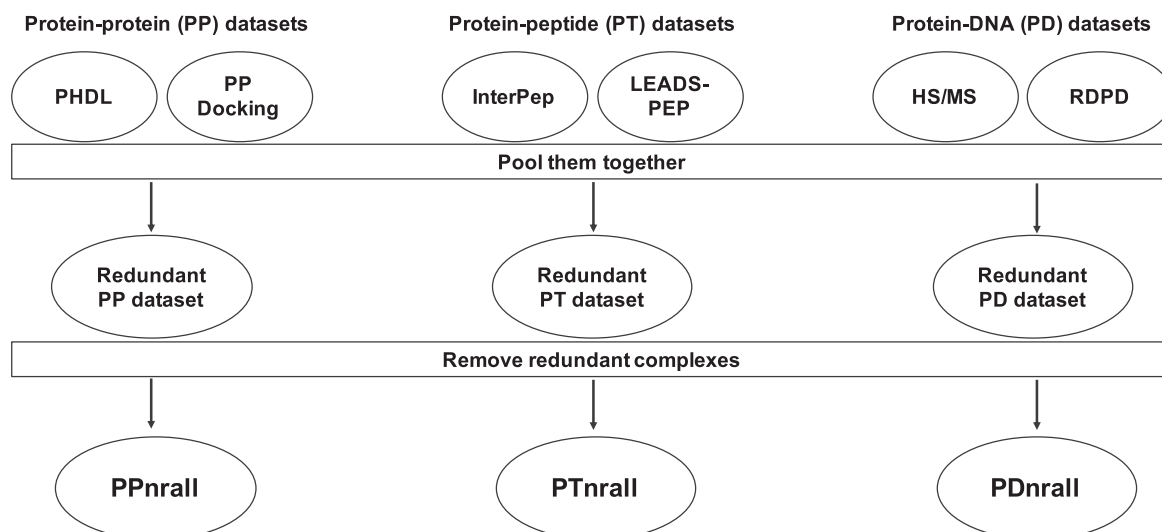 Protein-protein (PP) datasets
Protein-peptide (PT) datasets
Protein-DNA (PD) datasets
PHDL
PP
Docking
InterPep
LEADS-
PEP
HS/MS
RDPD
Pool them together
Redundant
PP dataset
Redundant
PT dataset
Redundant
PD dataset
Remove redundant complexes
PPnrall
PTnrall
PDnrall